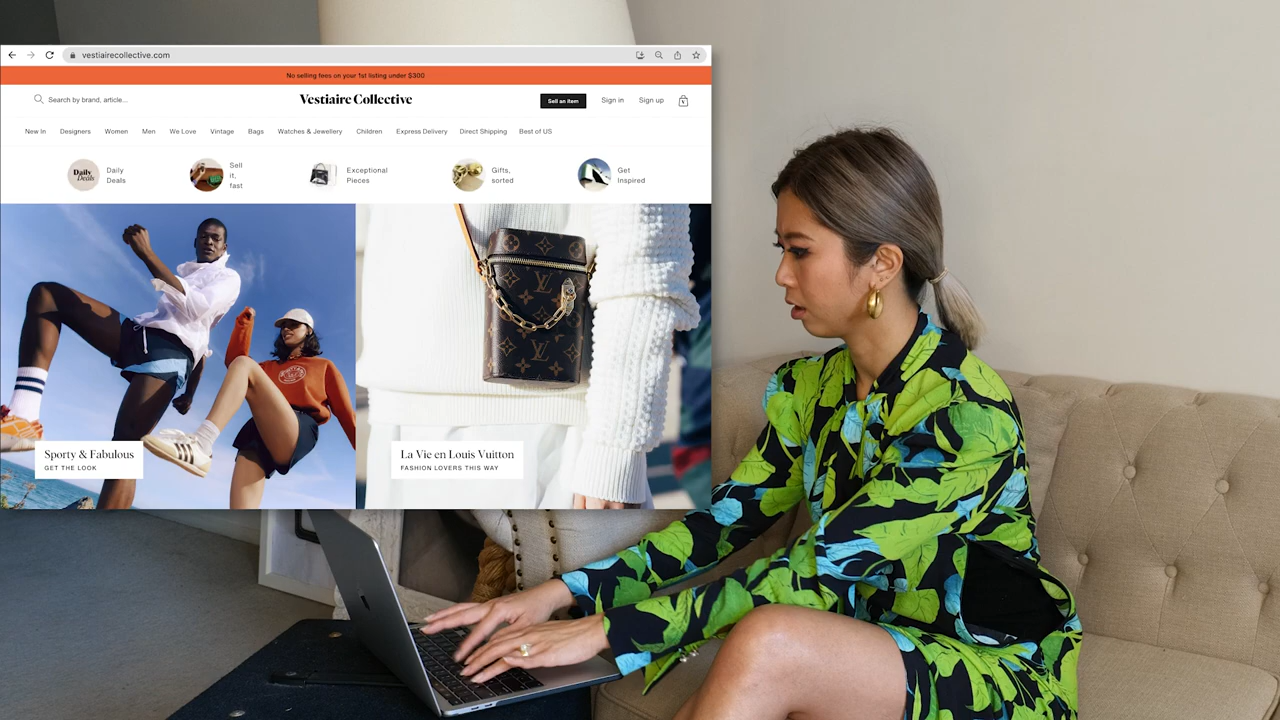 vestiairecollective.com
No selling fees on your 1st listing under $300
Search by brand, article...
Vestiaire Collective
Sell an item
Sign in
Sign up
New In Designers Women Men We Love Vintage Bags Watches & Jewellery Children Express Delivery Direct Shipping Best of US
Daily Deals
Daily
Deals
Sell
it,
fast
Exceptional
Pieces
Gifts,
sorted
Get
Inspired
Sporty & Fabulous
GET THE LOOK
La Vie en Louis Vuitton
FASHION LOVERS THIS WAY